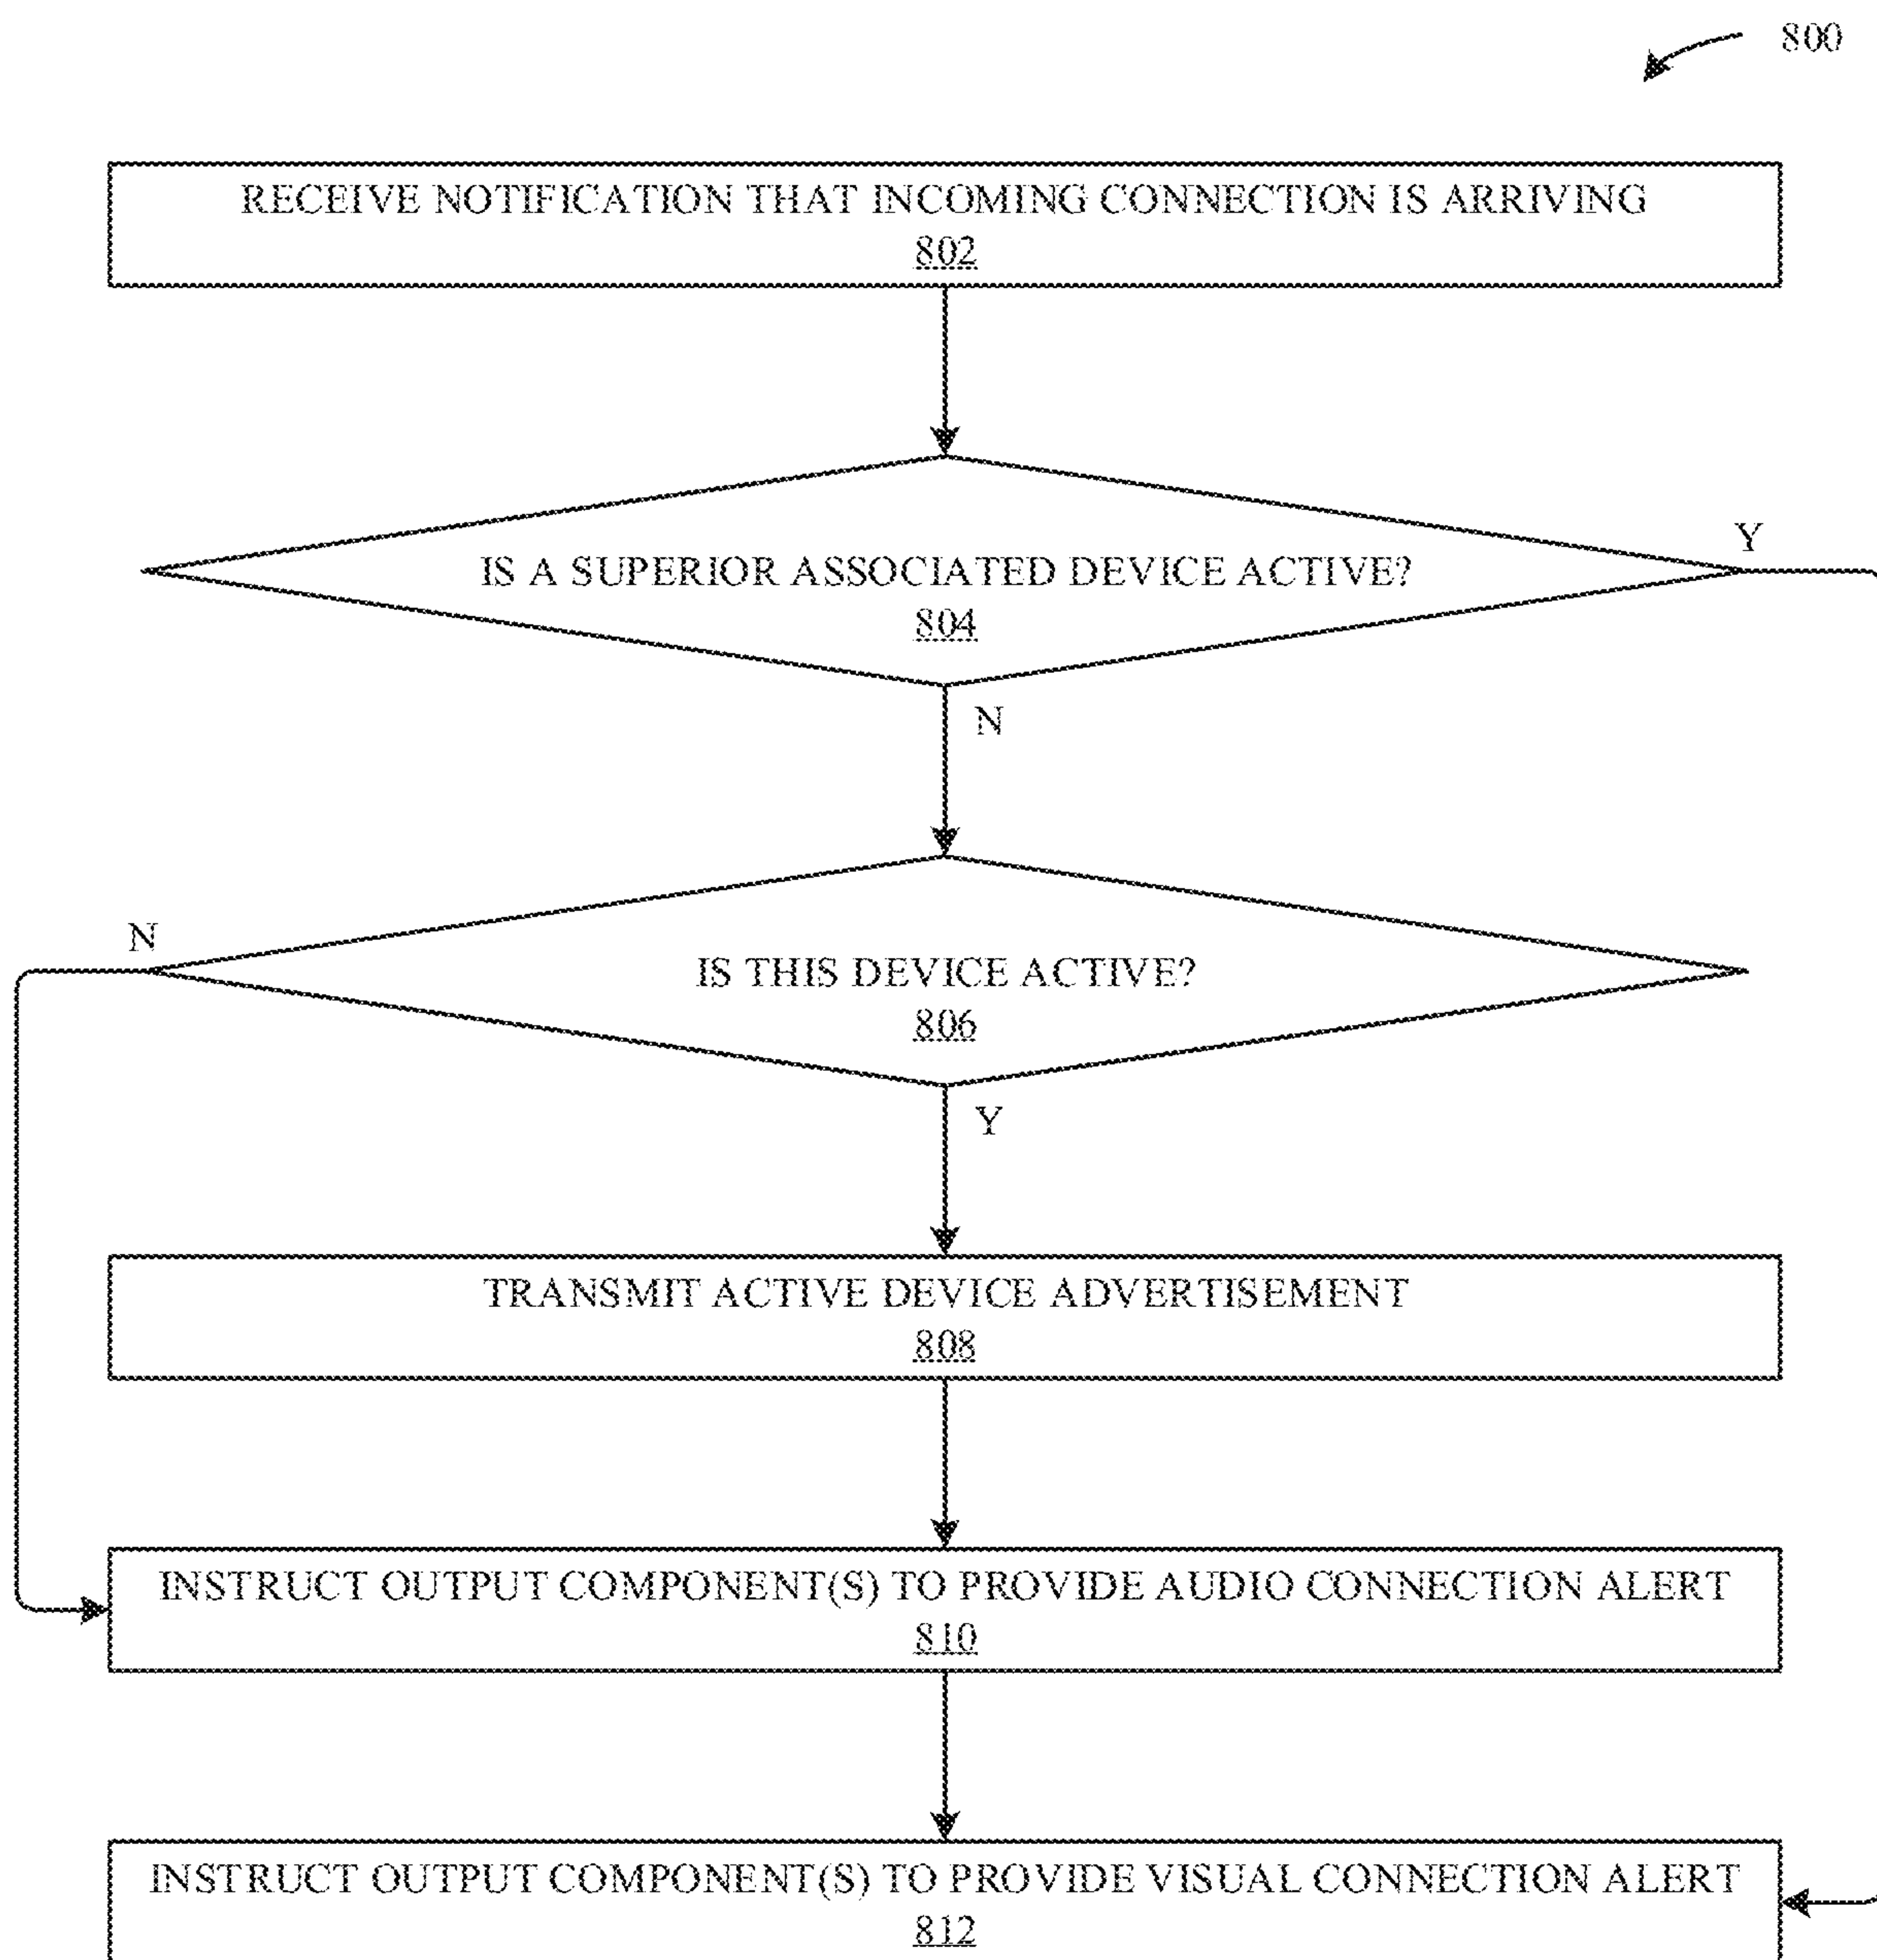 800
RECEIVE NOTIFICATION THAT INCOMING CONNECTION IS ARRIVING
802
IS A SUPERIOR ASSOCIATED DEVICE ACTIVE?
804
Y
N
IS THIS DEVICE ACTIVE?
806
N
Y
TRANSMIT ACTIVE DEVICE ADVERTISEMENT
808
INSTRUCT OUTPUT COMPONENT(S) TO PROVIDE AUDIO CONNECTION ALERT
810
INSTRUCT OUTPUT COMPONENT(S) TO PROVIDE VISUAL CONNECTION ALERT
812